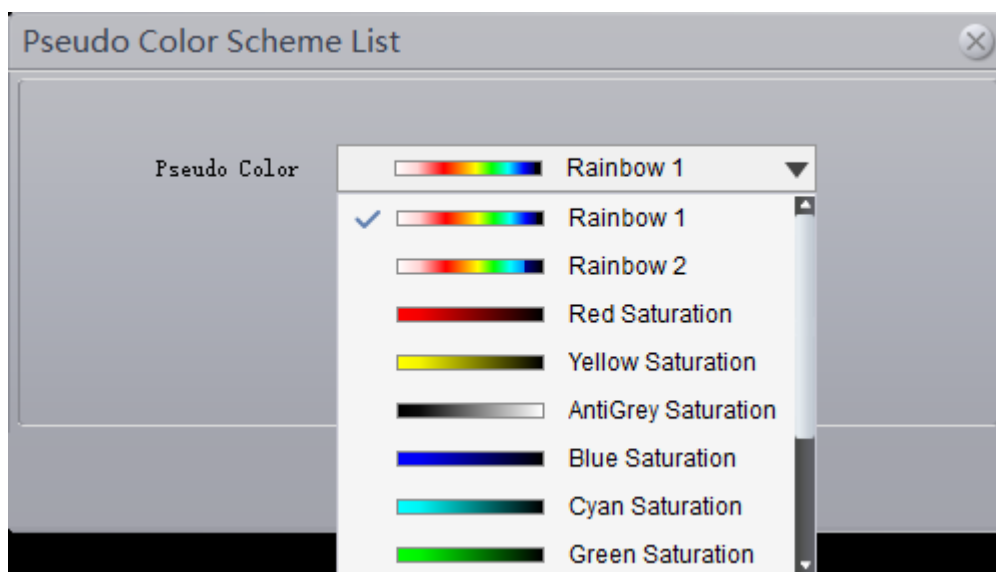 Pseudo Color Scheme List
Pseudo Color
Rainbow 1
Rainbow 1
Rainbow 2
Red Saturation
Yellow Saturation
AntiGrey Saturation
Blue Saturation
Cyan Saturation
Green Saturation